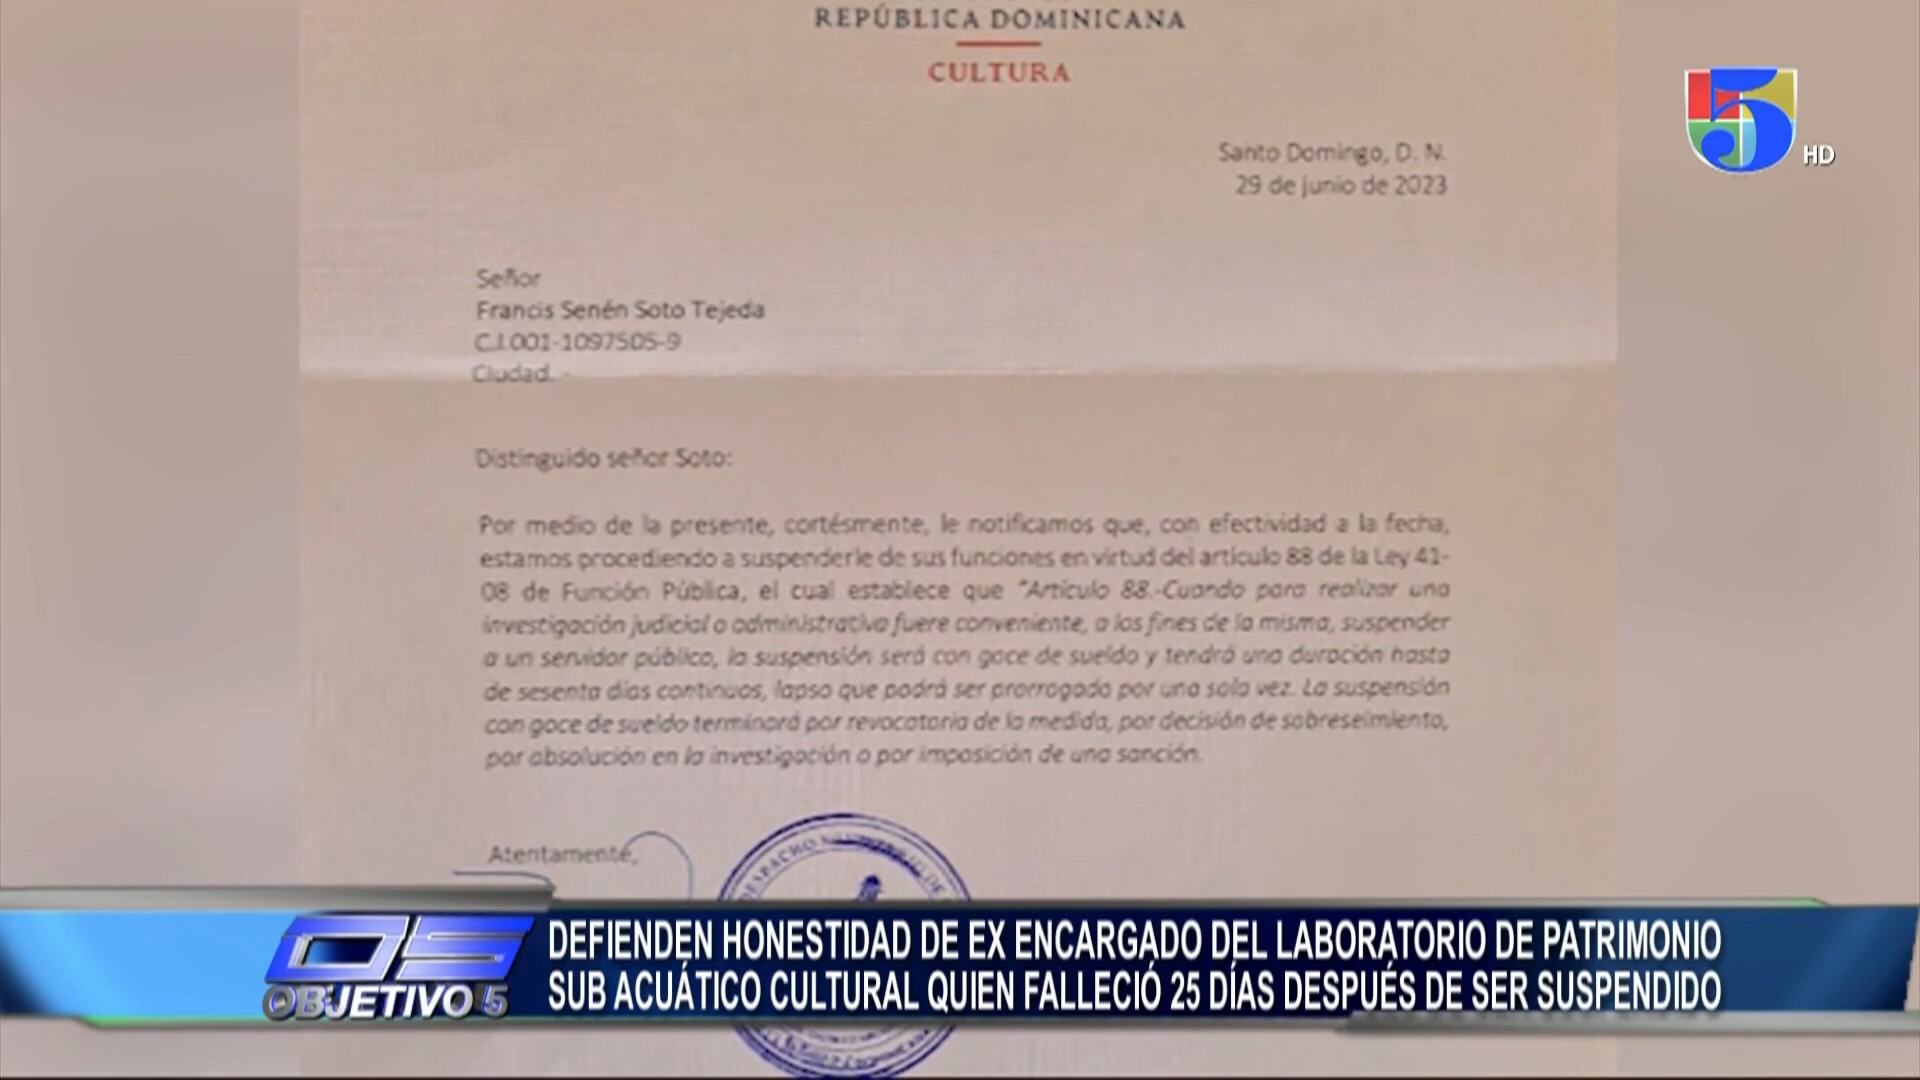 REPÚBLICA DOMINICANA
CULTURA
5
HD
Santo Domingo, D. N.
29 de junio de 2023
Señor
Francis Senén Soto Tejeda
C.I.001-1097505-9
Ciudad. -
Distinguido señor Soto:
Por medio de la presente, cortésmente, le notificamos que, con efectividad a la fecha,
estamos procediendo a suspenderle de sus funciones en virtud del artículo 88 de la Ley 41-
08 de Función Pública, el cual establece que "Artículo 88.-Cuando para realizar una
investigación judicial o administrativa fuere conveniente, a los fines de la misma, suspender
a un servidor público, la suspensión será con goce de sueldo y tendrá una duración hasta
de sesenta días continuos, lapso que podrá ser prorrogado por una sola vez. La suspensión
con goce de sueldo terminará por revocatoria de la medida, por decisión de sobreseimiento,
por absolución en la investigación o por imposición de una sanción.
Atentamente,
DESPACHO
O5
OBJETIVO 5
DEFIENDEN HONESTIDAD DE EX ENCARGADO DEL LABORATORIO DE PATRIMONIO
SUB ACUÁTICO CULTURAL QUIEN FALLECIÓ 25 DÍAS DESPUÉS DE SER SUSPENDIDO